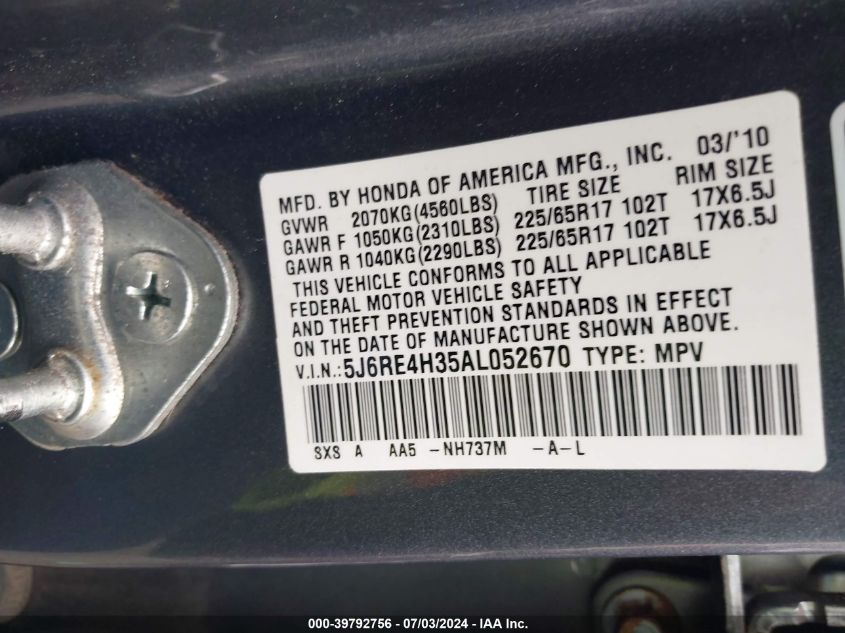 MFD. BY HONDA OF AMERICA MFG., INC. 03/'10
GVWR 2070KG(4560LBS) TIRE SIZE RIM SIZE
GAWR F 1050KG(2310LBS) 225/65R17 102T 17X6.5J
GAWR R 1040KG(2290LBS) 225/65R17 102T 17X6.5J
THIS VEHICLE CONFORMS TO ALL APPLICABLE
FEDERAL MOTOR VEHICLE SAFETY
AND THEFT PREVENTION STANDARDS IN EFFECT
ON THE DATE OF MANUFACTURE SHOWN ABOVE.
V.I.N.:5J6RE4H35AL052670 TYPE: MPV
SXS A AA5 -NH737M -A-L
000-39792756 - 07/03/2024 - IAA Inc.